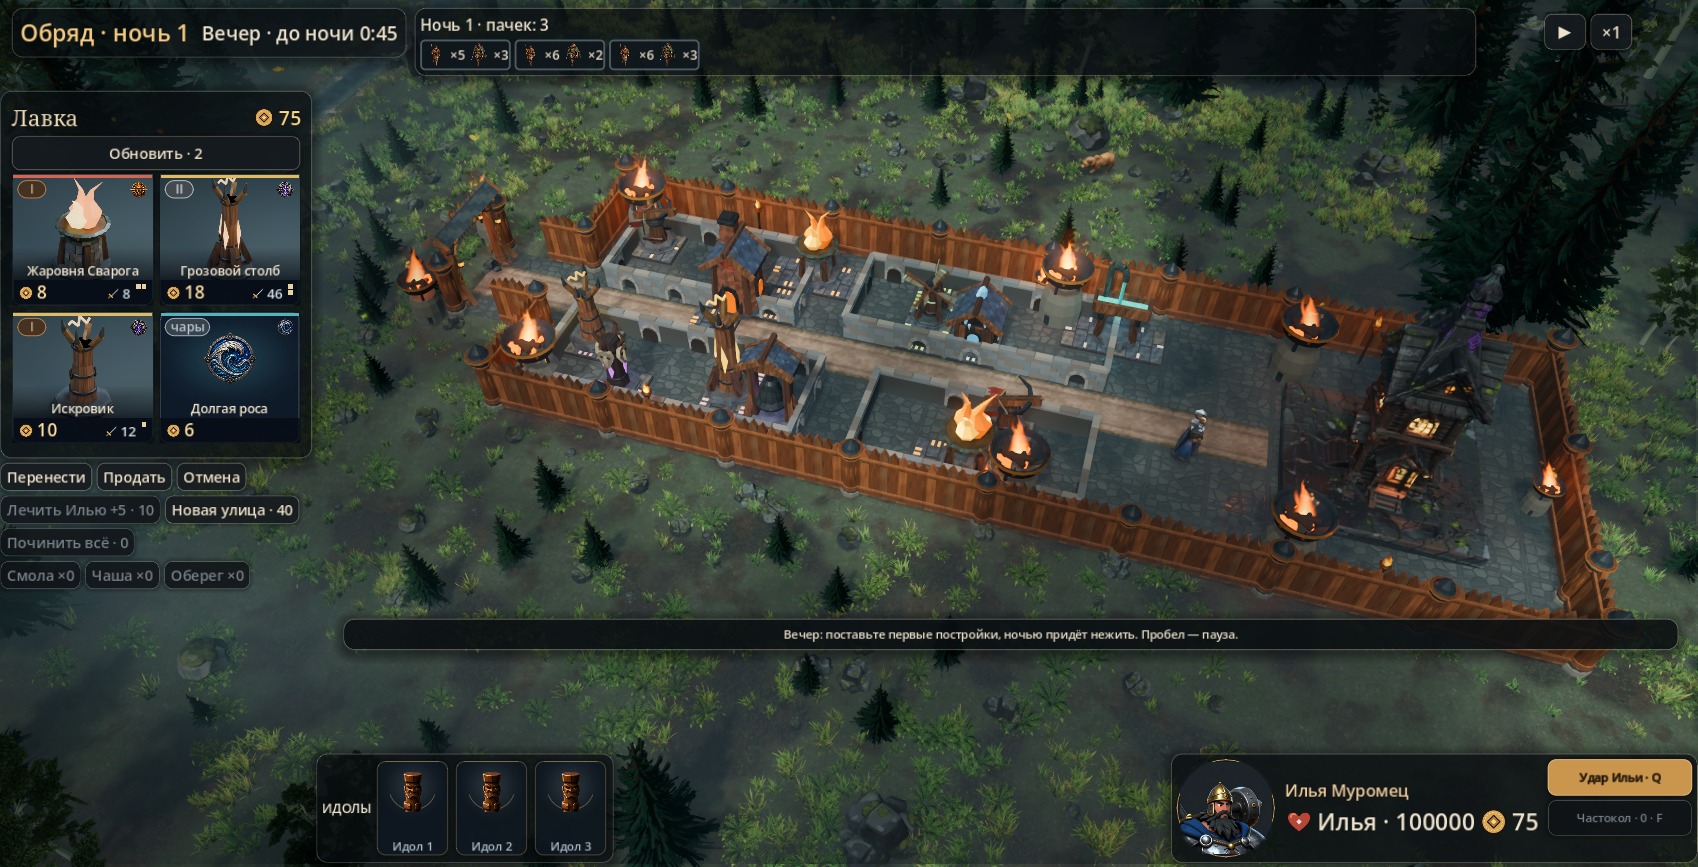 Обряд · ночь 1 Вечер · до ночи 0:45
Ночь 1 · пачек: 3
×5 ×3 ×6 ×2 ×6 ×3
▶ ×1
Лавка 75
Обновить · 2
I II
Жаровня Сварога Грозовой столб
8 8 18 46
I чары
Искровик Долгая роса
10 12 6
Перенести Продать Отмена
Лечить Илью +5 · 10 Новая улица · 40
Починить всё · 0
Смола ×0 Чаша ×0 Оберег ×0
Вечер: поставьте первые постройки, ночью придёт нежить. Пробел — пауза.
ИДОЛЫ
Идол 1 Идол 2 Идол 3
Илья Муромец
Илья · 100000 75
Удар Ильи · Q
Частокол · 0 · F